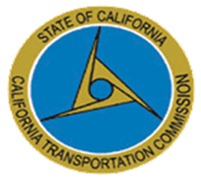 STATE OF CALIFORNIA
CALIFORNIA TRANSPORTATION COMMISSION